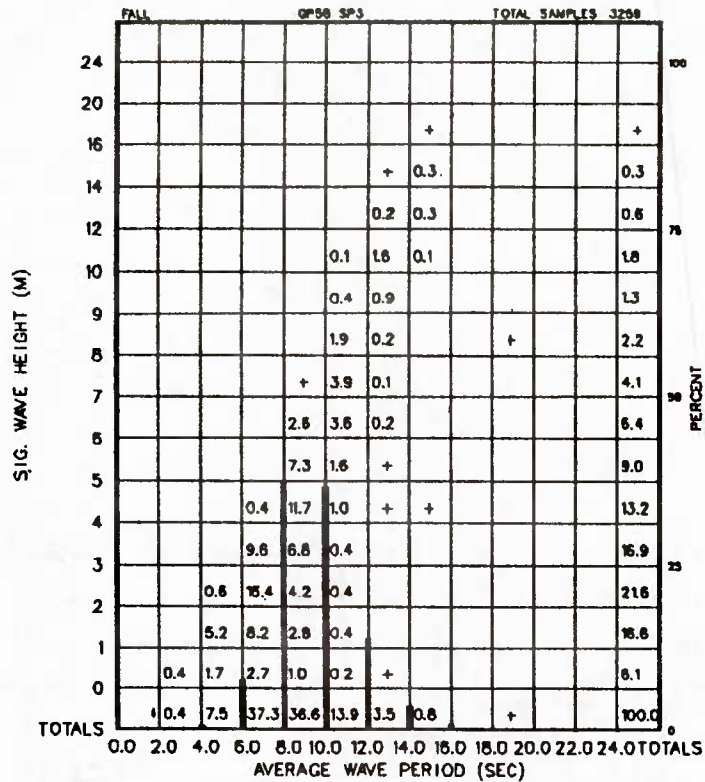 FALL GP56 SP3 TOTAL SAMPLES 3259
24 100
20
16 + +
14 + 0.3 0.3
12 0.2 0.3 0.6 75
10 0.1 1.6 0.1 1.8
9 0.4 0.9 1.3
8 1.9 0.2 + 2.2
7 + 3.9 0.1 4.1 50
6 2.6 3.6 0.2 6.4
5 7.3 1.6 + 9.0
4 0.4 11.7 1.0 + + 13.2
3 9.6 6.8 0.4 16.9 25
2 0.6 16.4 4.2 0.4 21.6
1 5.2 8.2 2.8 0.4 16.6
0 0.4 1.7 2.7 1.0 0.2 + 6.1
TOTALS 0.4 7.5 37.3 36.6 13.9 3.5 0.8 + 100.0 0
0.0 2.0 4.0 6.0 8.0 10.0 12.0 14.0 16.0 18.0 20.0 22.0 24.0 TOTALS
AVERAGE WAVE PERIOD (SEC)
SIG. WAVE HEIGHT (M)
PERCENT